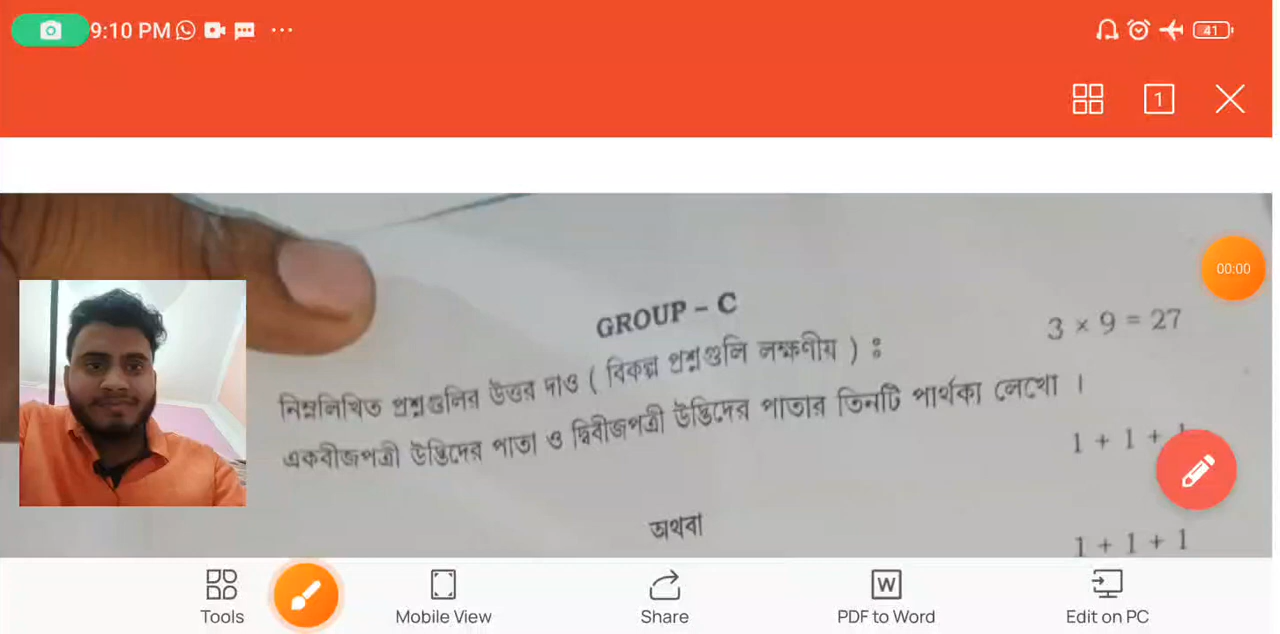 9:10 PM ...
41
1
00:00
GROUP - C
3 × 9 = 27
নিম্নলিখিত প্রশ্নগুলির উত্তর দাও ( বিকল্প প্রশ্নগুলি লক্ষণীয় ) ঃ
একবীজপত্রী উদ্ভিদের পাতা ও দ্বিবীজপত্রী উদ্ভিদের পাতার তিনটি পার্থক্য লেখো ।
1 + 1 +
অথবা
1 + 1 + 1
Tools
Mobile View
Share
W
PDF to Word
Edit on PC